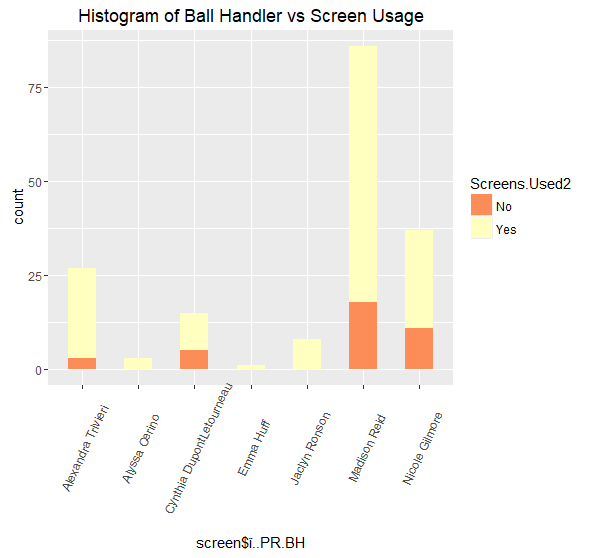 Histogram of Ball Handler vs Screen Usage
count
75
50
25
0
Alexandra Trivieri
Alyssa Cerino
Cynthia DupontLetourneau
Emma Huff
Jaclyn Ronson
Madison Reid
Nicole Gilmore
screen$ï..PR.BH
Screens.Used2
No
Yes